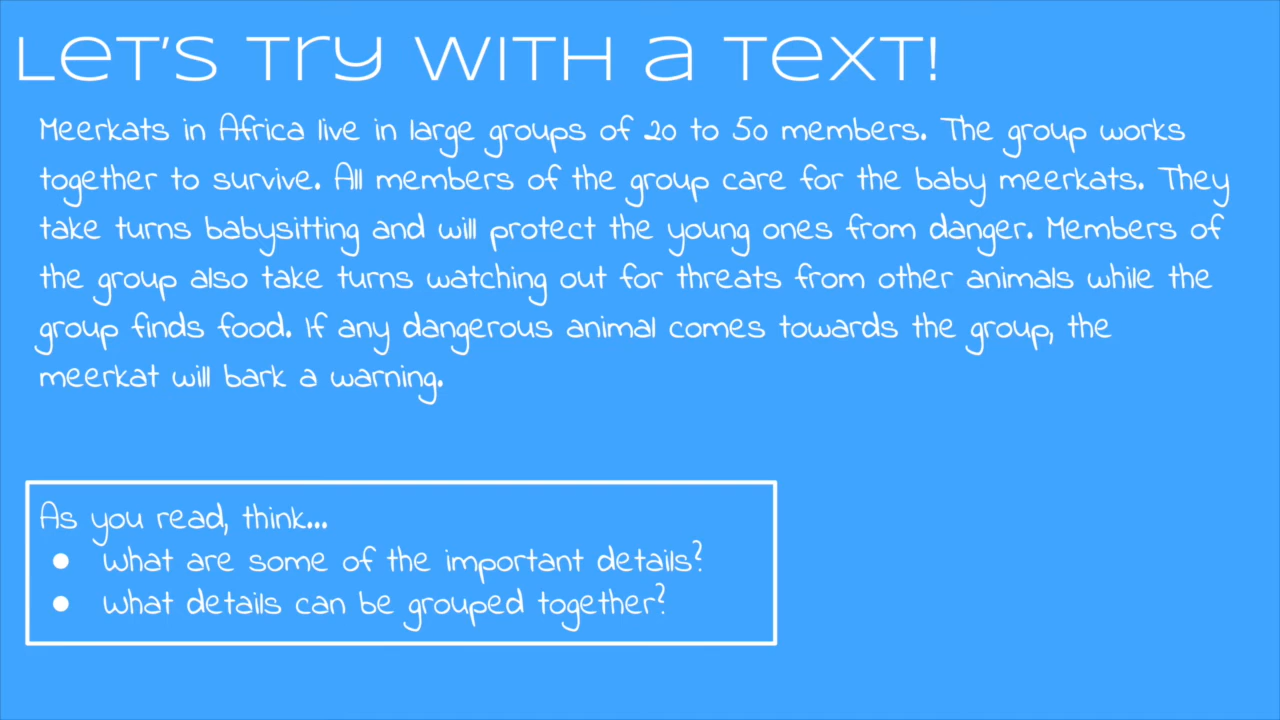 Let's Try with a Text!
Meerkats in Africa live in large groups of 20 to 50 members. The group works
together to survive. All members of the group care for the baby meerkats. They
take turns babysitting and will protect the young ones from danger. Members of
the group also take turns watching out for threats from other animals while the
group finds food. If any dangerous animal comes towards the group, the
meerkat will bark a warning.
As you read, think...
● what are some of the important details?
● what details can be grouped together?